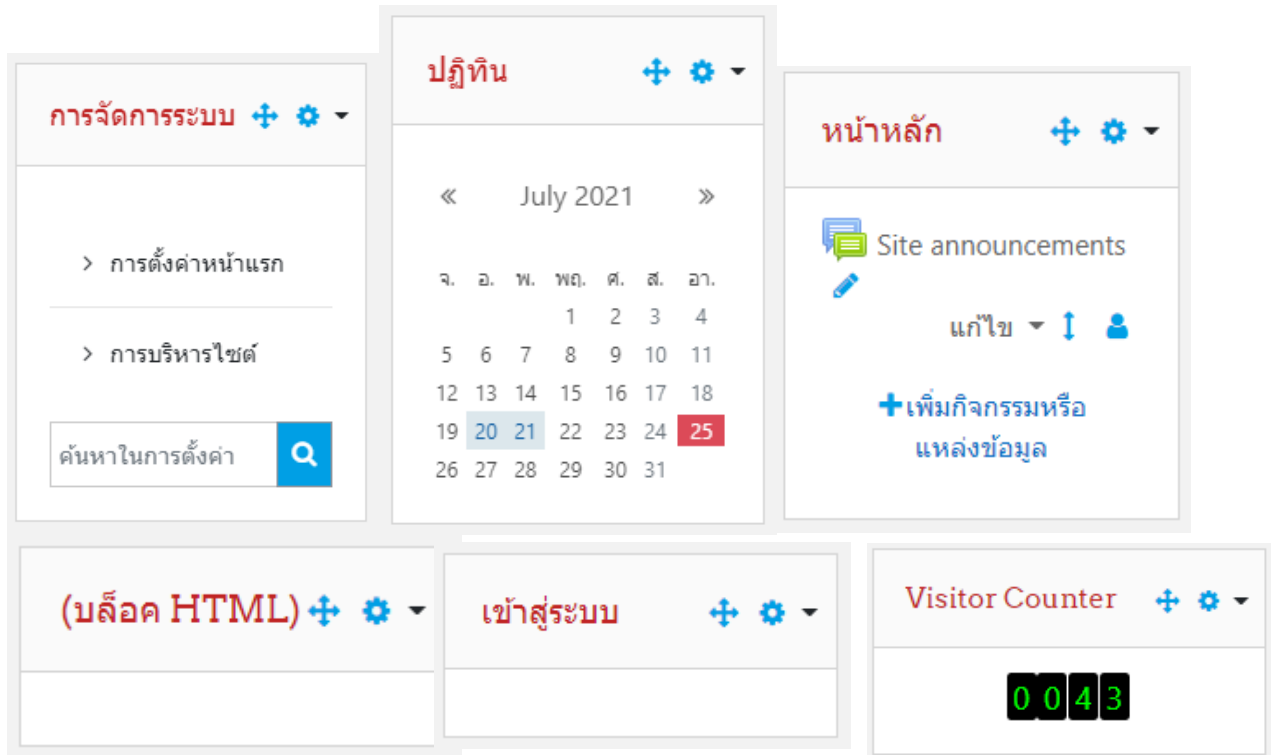 การจัดการระบบ
> การตั้งค่าหน้าแรก
> การบริหารไซต์
ค้นหาในการตั้งค่า
ปฏิทิน
« July 2021 »
จ. อ. พ. พฤ. ศ. ส. อา.
1 2 3 4
5 6 7 8 9 10 11
12 13 14 15 16 17 18
19 20 21 22 23 24 25
26 27 28 29 30 31
หน้าหลัก
Site announcements
แก้ไข
เพิ่มกิจกรรมหรือ
แหล่งข้อมูล
(บล็อค HTML)
เข้าสู่ระบบ
Visitor Counter
0043